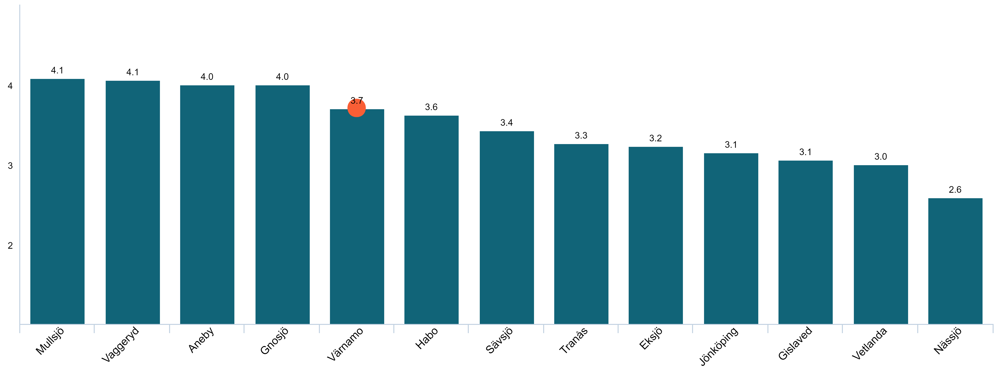 4.1
4.1
4.0
4.0
3.7
3.6
3.4
3.3
3.2
3.1
3.1
3.0
2.6
4
3
2
Mullsjö
Vaggeryd
Aneby
Gnosjö
Värnamo
Habo
Sävsjö
Tranås
Eksjö
Jönköping
Gislaved
Vetlanda
Nässjö